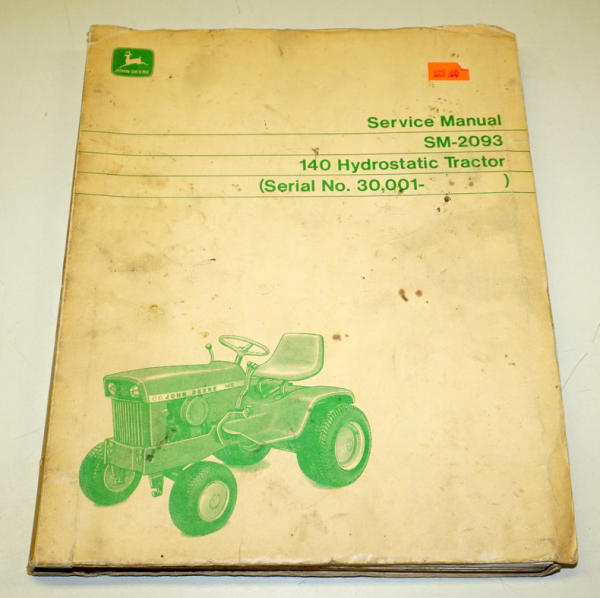 JOHN DEERE
Service Manual
SM-2093
140 Hydrostatic Tractor
(Serial No. 30,001- )
JOHN DEERE